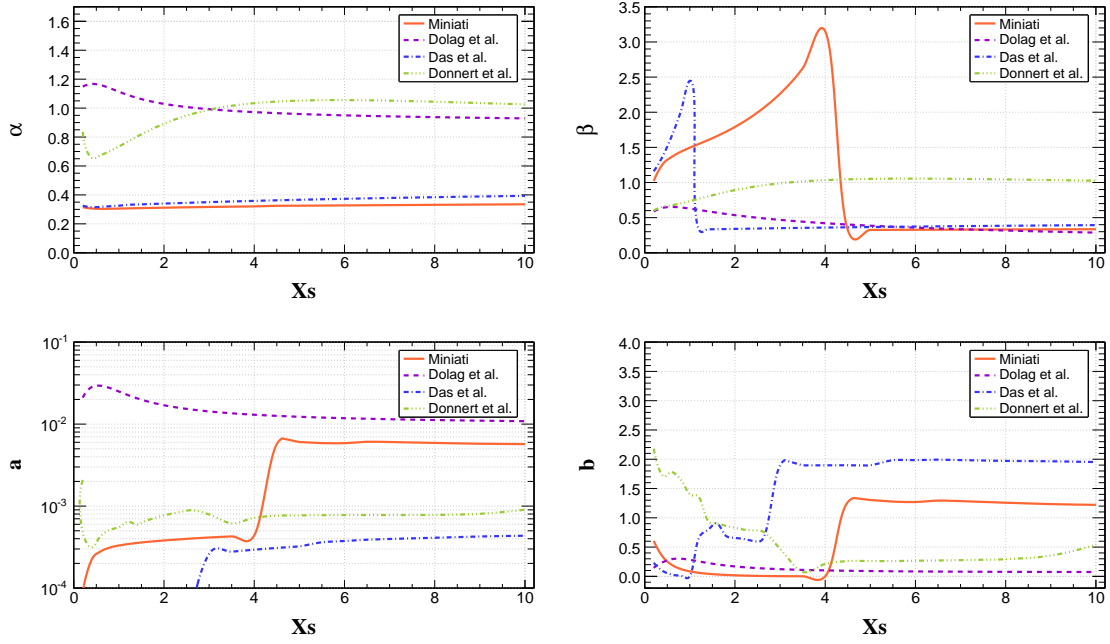 1.6
1.4
1.2
1.0
0.8
0.6
0.4
0.2
0.0
α
Miniati
Dolag et al.
Das et al.
Donnert et al.
0 2 4 6 8 10
Xs
3.5
3.0
2.5
2.0
1.5
1.0
0.5
0.0
β
Miniati
Dolag et al.
Das et al.
Donnert et al.
0 2 4 6 8 10
Xs
10-1
10-2
10-3
10-4
a
Miniati
Dolag et al.
Das et al.
Donnert et al.
0 2 4 6 8 10
Xs
4.0
3.5
3.0
2.5
2.0
1.5
1.0
0.5
0.0
b
Miniati
Dolag et al.
Das et al.
Donnert et al.
0 2 4 6 8 10
Xs